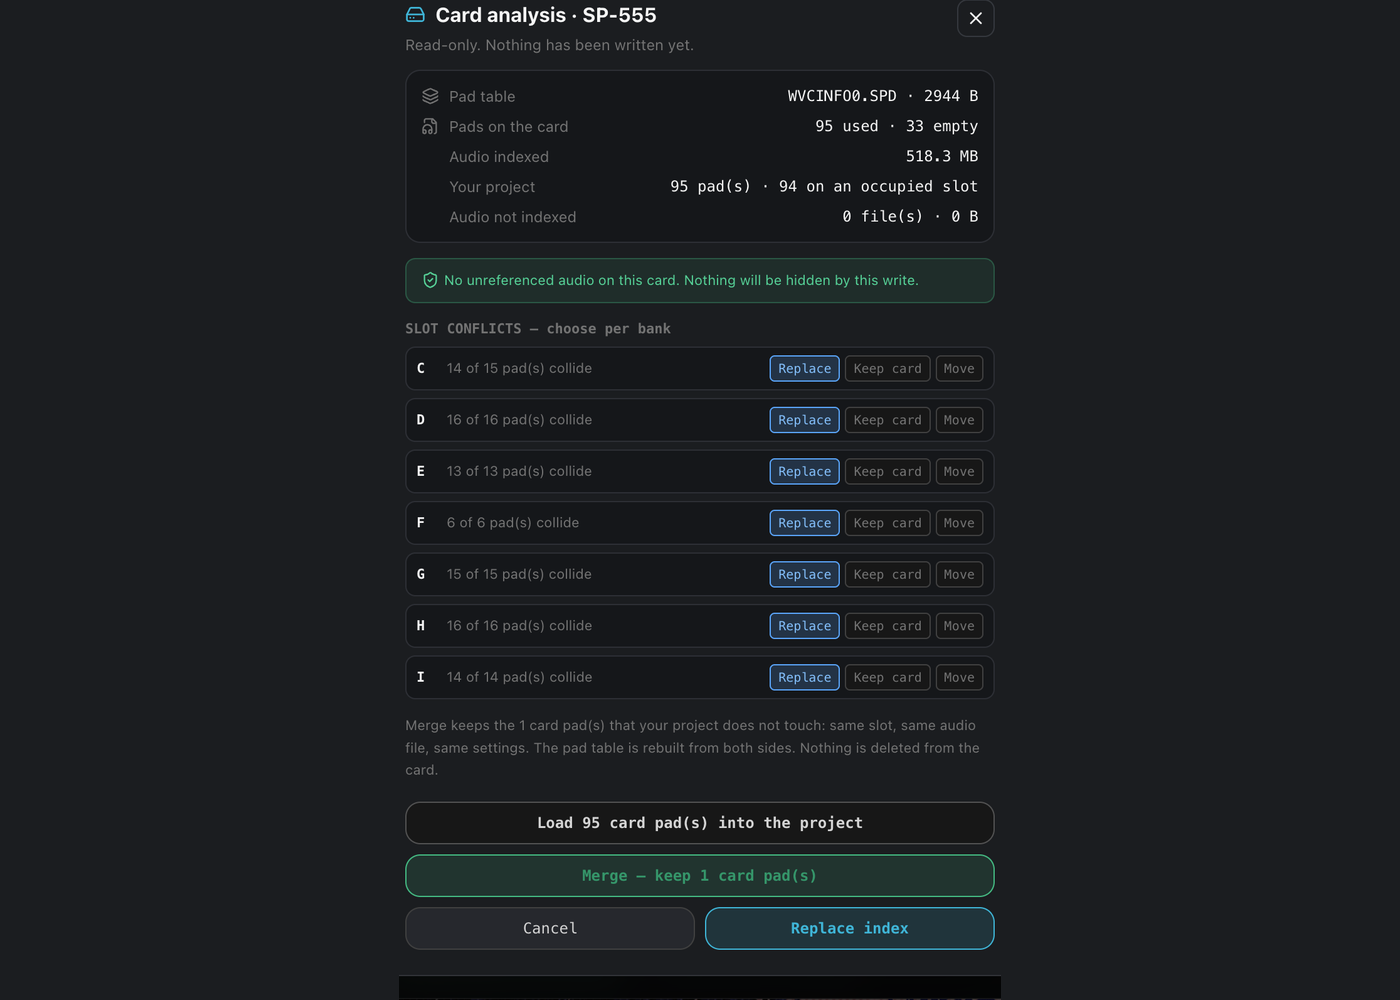 Card analysis · SP-555
Read-only. Nothing has been written yet.
Pad table WVCINFO0.SPD · 2944 B
Pads on the card 95 used · 33 empty
Audio indexed 518.3 MB
Your project 95 pad(s) · 94 on an occupied slot
Audio not indexed 0 file(s) · 0 B
No unreferenced audio on this card. Nothing will be hidden by this write.
SLOT CONFLICTS — choose per bank
C 14 of 15 pad(s) collide Replace Keep card Move
D 16 of 16 pad(s) collide Replace Keep card Move
E 13 of 13 pad(s) collide Replace Keep card Move
F 6 of 6 pad(s) collide Replace Keep card Move
G 15 of 15 pad(s) collide Replace Keep card Move
H 16 of 16 pad(s) collide Replace Keep card Move
I 14 of 14 pad(s) collide Replace Keep card Move
Merge keeps the 1 card pad(s) that your project does not touch: same slot, same audio
file, same settings. The pad table is rebuilt from both sides. Nothing is deleted from the
card.
Load 95 card pad(s) into the project
Merge — keep 1 card pad(s)
Cancel Replace index